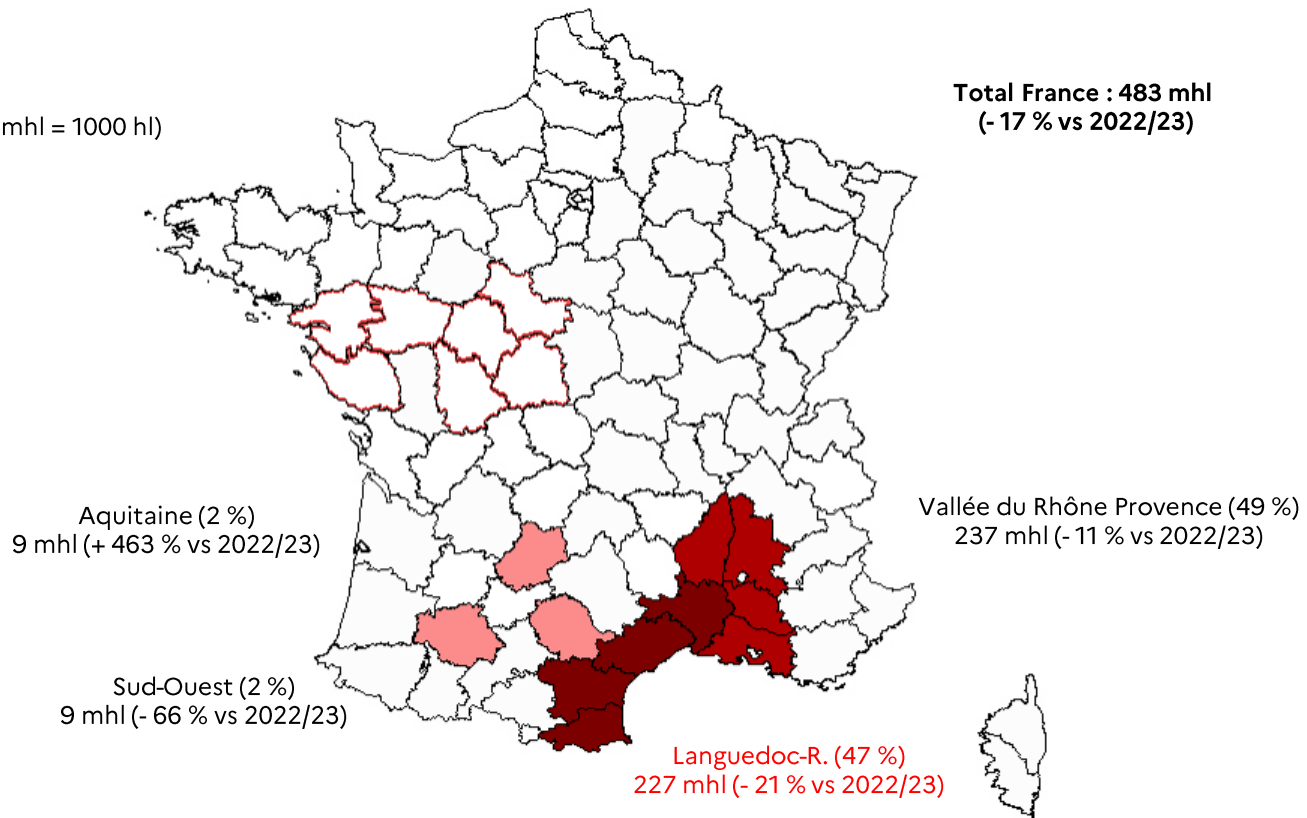 Total France : 483 mhl
(- 17 % vs 2022/23)
mhl = 1000 hl)
Aquitaine (2 %)
9 mhl (+ 463 % vs 2022/23)
Vallée du Rhône Provence (49 %)
237 mhl (- 11 % vs 2022/23)
Sud-Ouest (2 %)
9 mhl (- 66 % vs 2022/23)
Languedoc-R. (47 %)
227 mhl (- 21 % vs 2022/23)